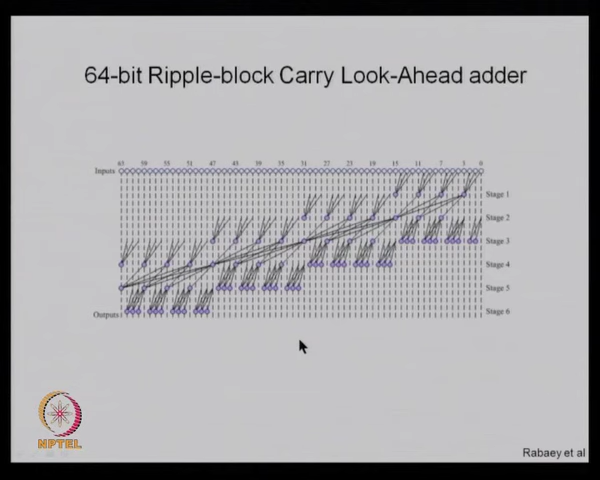 64-bit Ripple-block Carry Look-Ahead adder
63 59 55 51 47 43 39 35 31 27 23 19 15 11 7 3 0
Inputs
Stage 1
Stage 2
Stage 3
Stage 4
Stage 5
Outputs
Stage 6
NPTEL
Rabaey et al